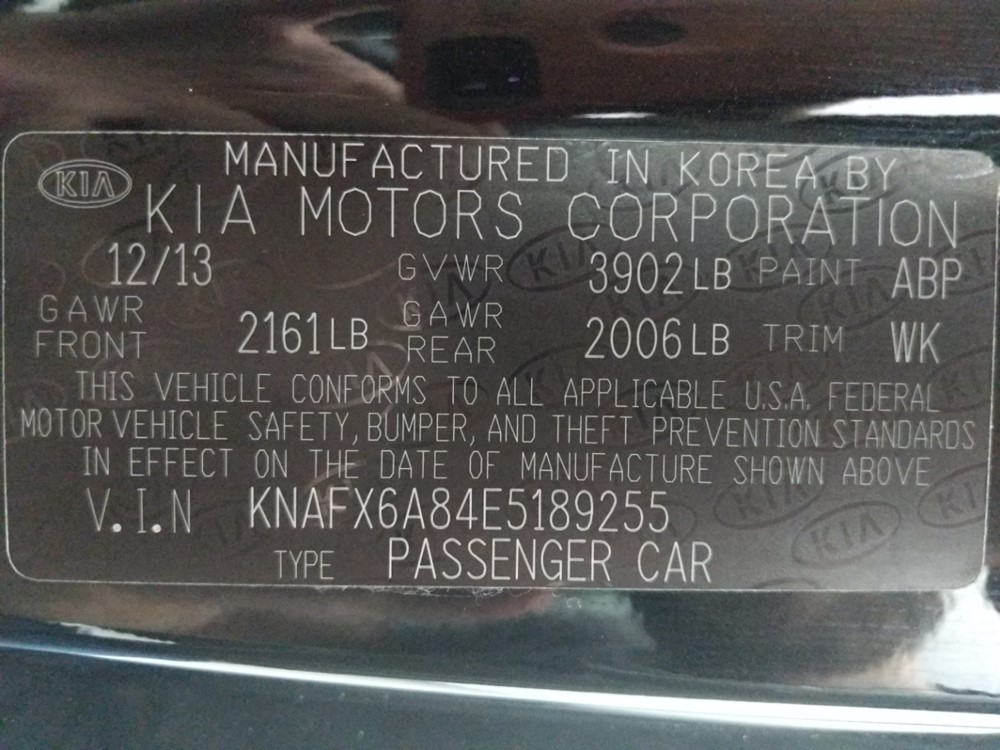 MANUFACTURED IN KOREA BY
KIA
KIA MOTORS CORPORATION
12/13 GVWR 3902 LB PAINT ABP
GAWR FRONT 2161 LB GAWR REAR 2006 LB TRIM WK
THIS VEHICLE CONFORMS TO ALL APPLICABLE U.S.A. FEDERAL
MOTOR VEHICLE SAFETY, BUMPER, AND THEFT PREVENTION STANDARDS
IN EFFECT ON THE DATE OF MANUFACTURE SHOWN ABOVE
V.I.N KNAFX6A84E5189255
TYPE PASSENGER CAR